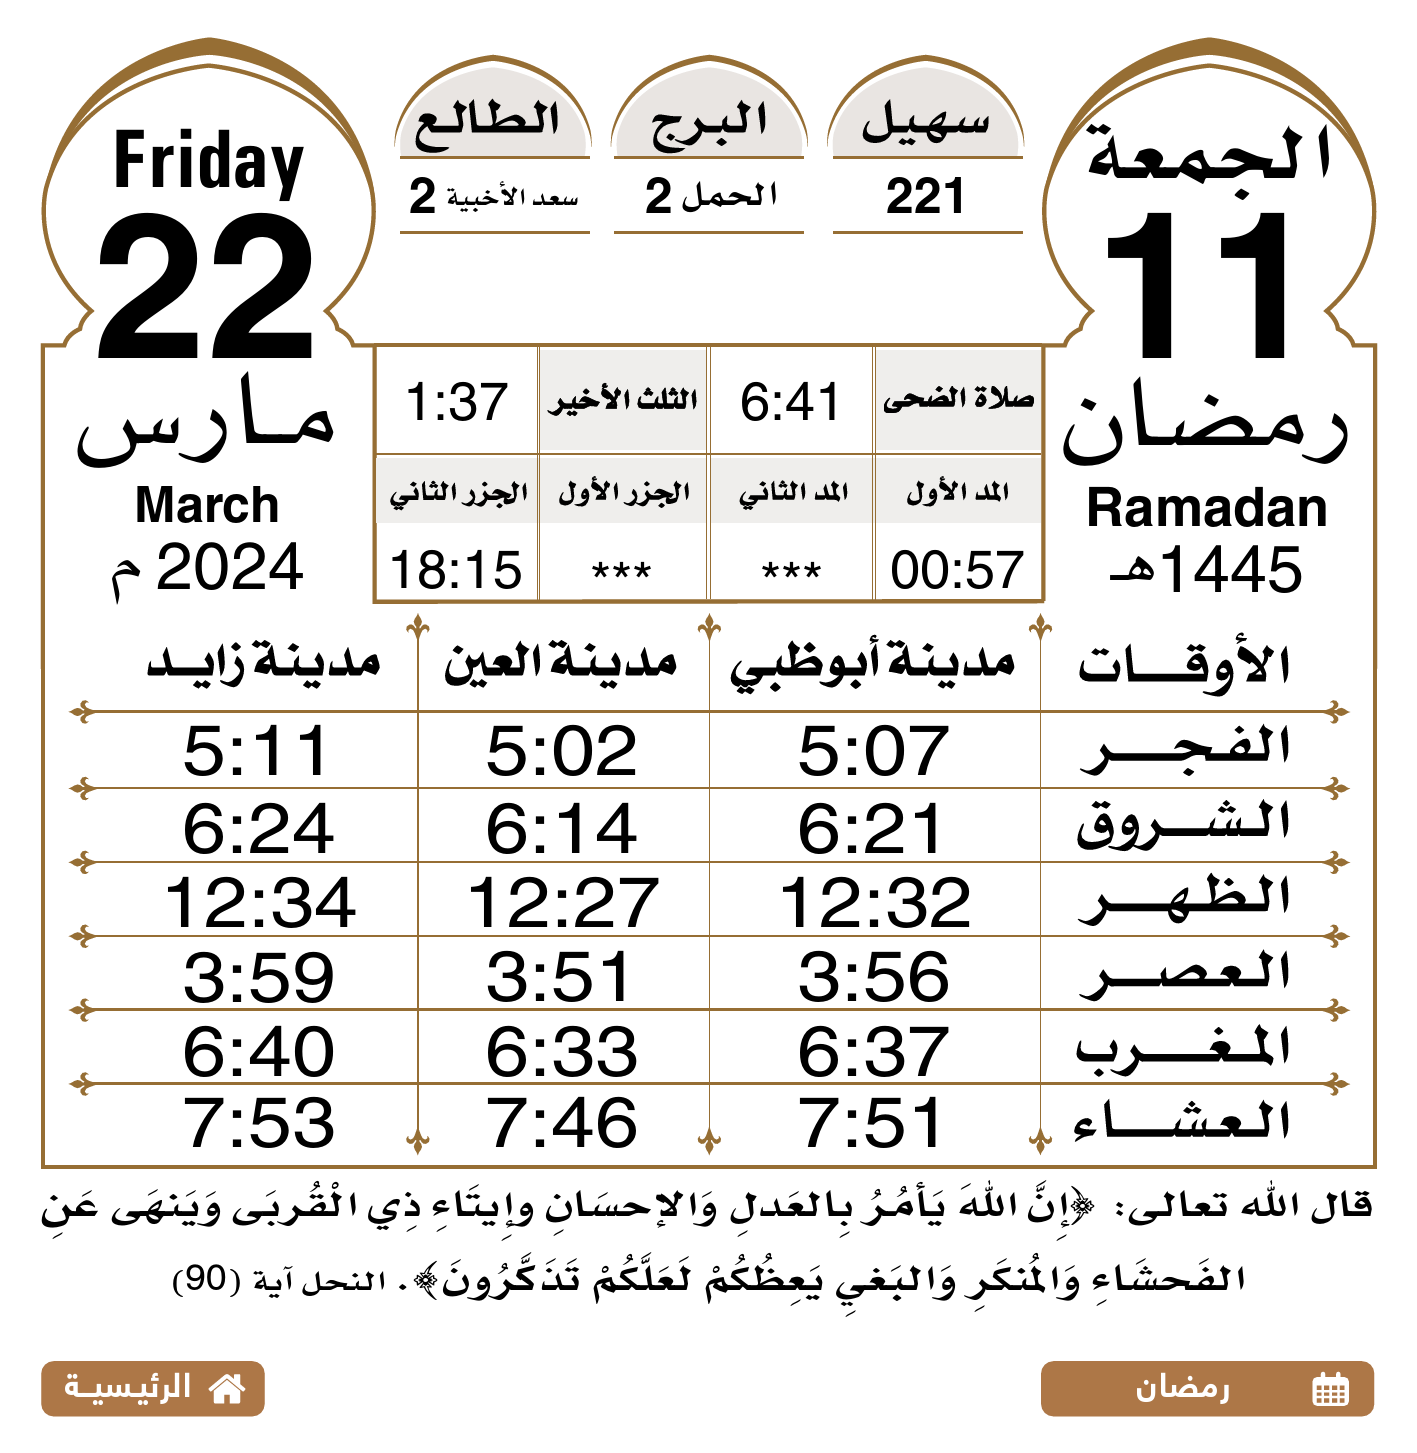 الجمعة
11
رمضان
Ramadan
1445هـ
سهيل
221
البرج
الحمل 2
الطالع
سعد الأخبية 2
Friday
22
مارس
March
2024 م
صلاة الضحى 6:41 الثلث الأخير 1:37
المد الأول المد الثاني الجزر الأول الجزر الثاني
00:57 *** *** 18:15
الأوقات مدينة أبوظبي مدينة العين مدينة زايد
الفجر 5:07 5:02 5:11
الشروق 6:21 6:14 6:24
الظهر 12:32 12:27 12:34
العصر 3:56 3:51 3:59
المغرب 6:37 6:33 6:40
العشاء 7:51 7:46 7:53
قال الله تعالى: ﴿إِنَّ اللهَ يَأمُرُ بِالعَدلِ وَالإحسَانِ وإِيتَاءِ ذِي الْقُربَى وَيَنهَى عَنِ
الفَحشَاءِ وَالمُنكَرِ وَالبَغيِ يَعِظُكُمْ لَعَلَّكُمْ تَذَكَّرُونَ﴾. النحل آية (90)
رمضان
الرئيسية